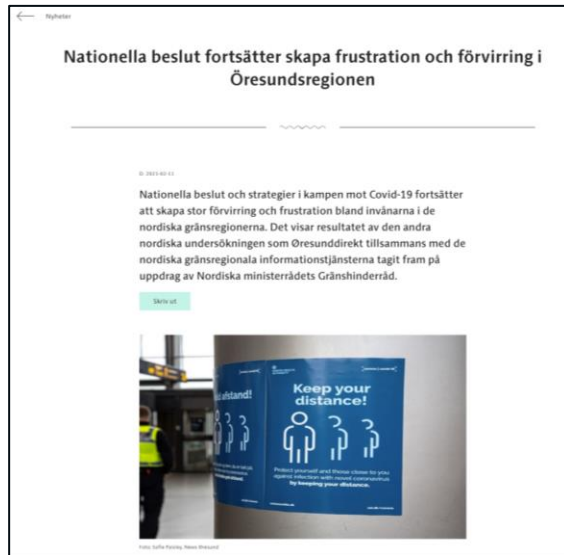 Nyheter
Nationella beslut fortsätter skapa frustration och förvirring i
Öresundsregionen
Nationella beslut och strategier i kampen mot Covid-19 fortsätter
att skapa stor förvirring och frustration bland invånarna i de
nordiska gränsregionerna. Det visar resultatet av den andra
nordiska undersökningen som Øresunddirekt tillsammans med de
nordiska gränsregionala informationstjänsterna tagit fram på
uppdrag av Nordiska ministerrådets Gränshinderråd.
Skriv ut
afstand!
Keep your
distance!
Protect yourself and those close to you
against infection with novel coronavirus
by keeping your distance.